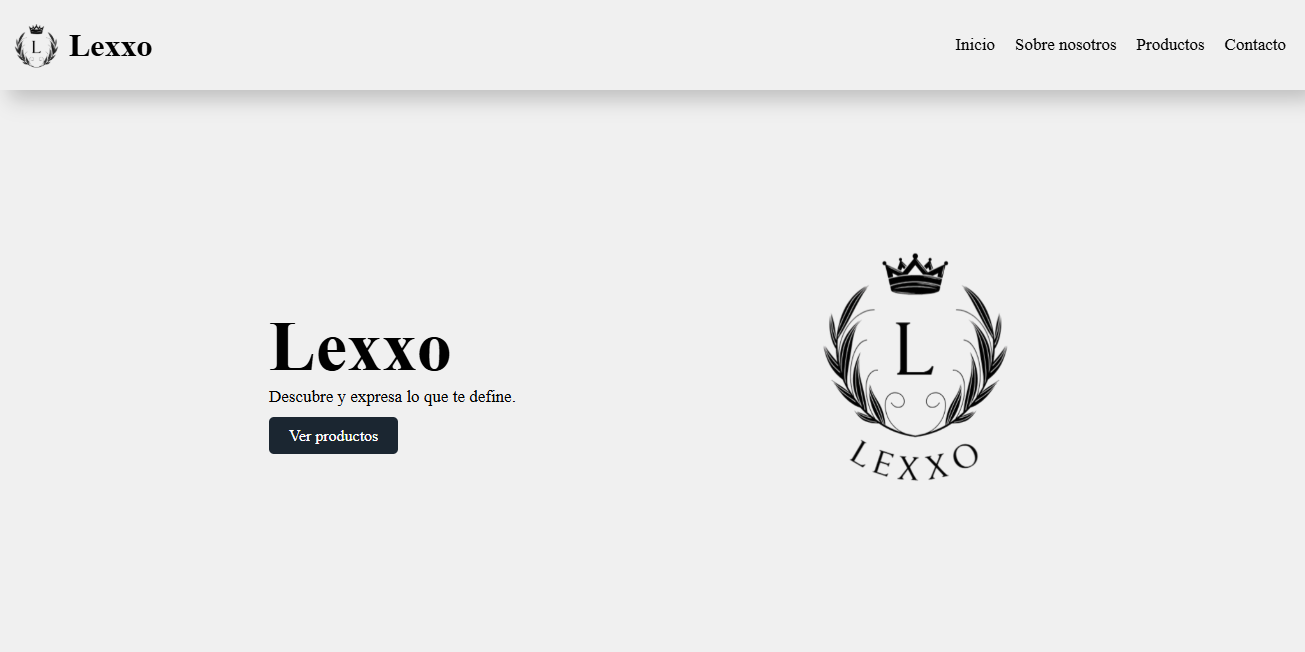 L
Lexxo
Inicio
Sobre nosotros
Productos
Contacto
Lexxo
Descubre y expresa lo que te define.
Ver productos
L
LEXXO